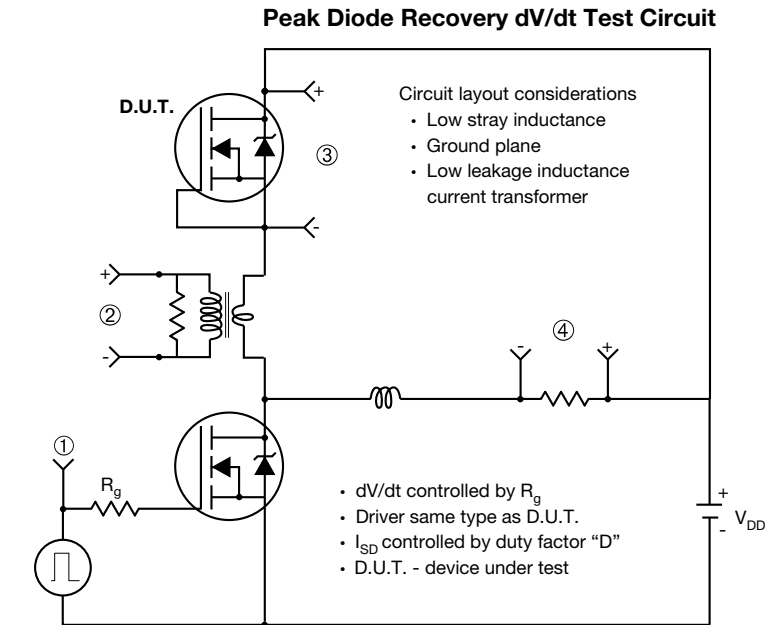 Peak Diode Recovery dV/dt Test Circuit
D.U.T.
+
Circuit layout considerations
• Low stray inductance
• Ground plane
• Low leakage inductance
current transformer
③
-
+
②
-
-
④
+
①
R_g
• dV/dt controlled by R_g
• Driver same type as D.U.T.
• I_SD controlled by duty factor “D”
• D.U.T. - device under test
+
V_DD
-